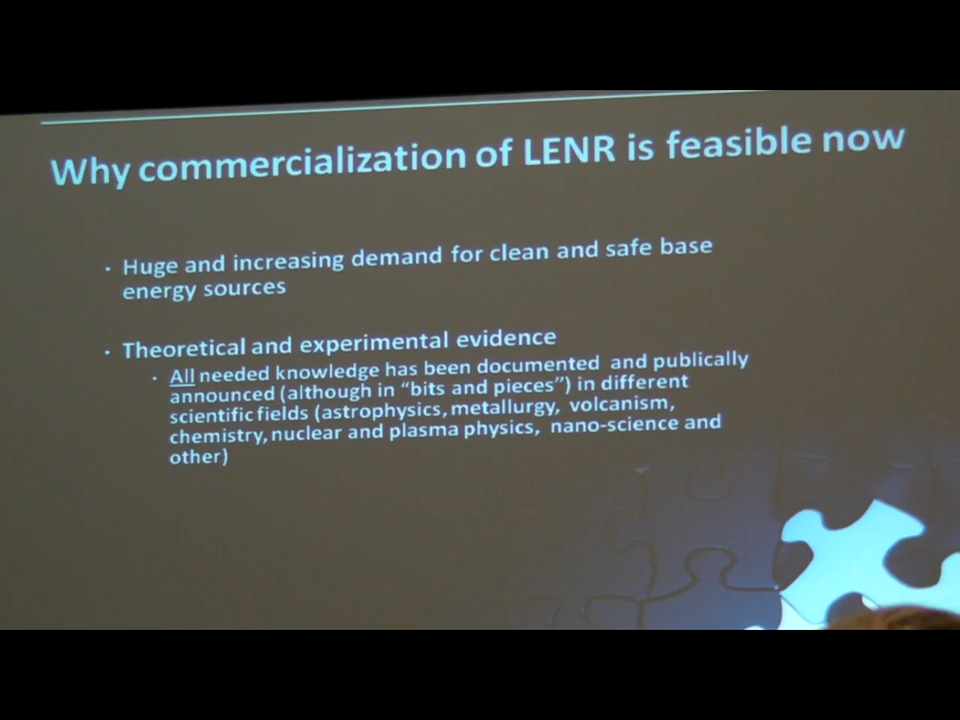 Why commercialization of LENR is feasible now
· Huge and increasing demand for clean and safe base
energy sources
· Theoretical and experimental evidence
· All needed knowledge has been documented and publically
announced (although in “bits and pieces”) in different
scientific fields (astrophysics, metallurgy, volcanism,
chemistry, nuclear and plasma physics, nano-science and
other)